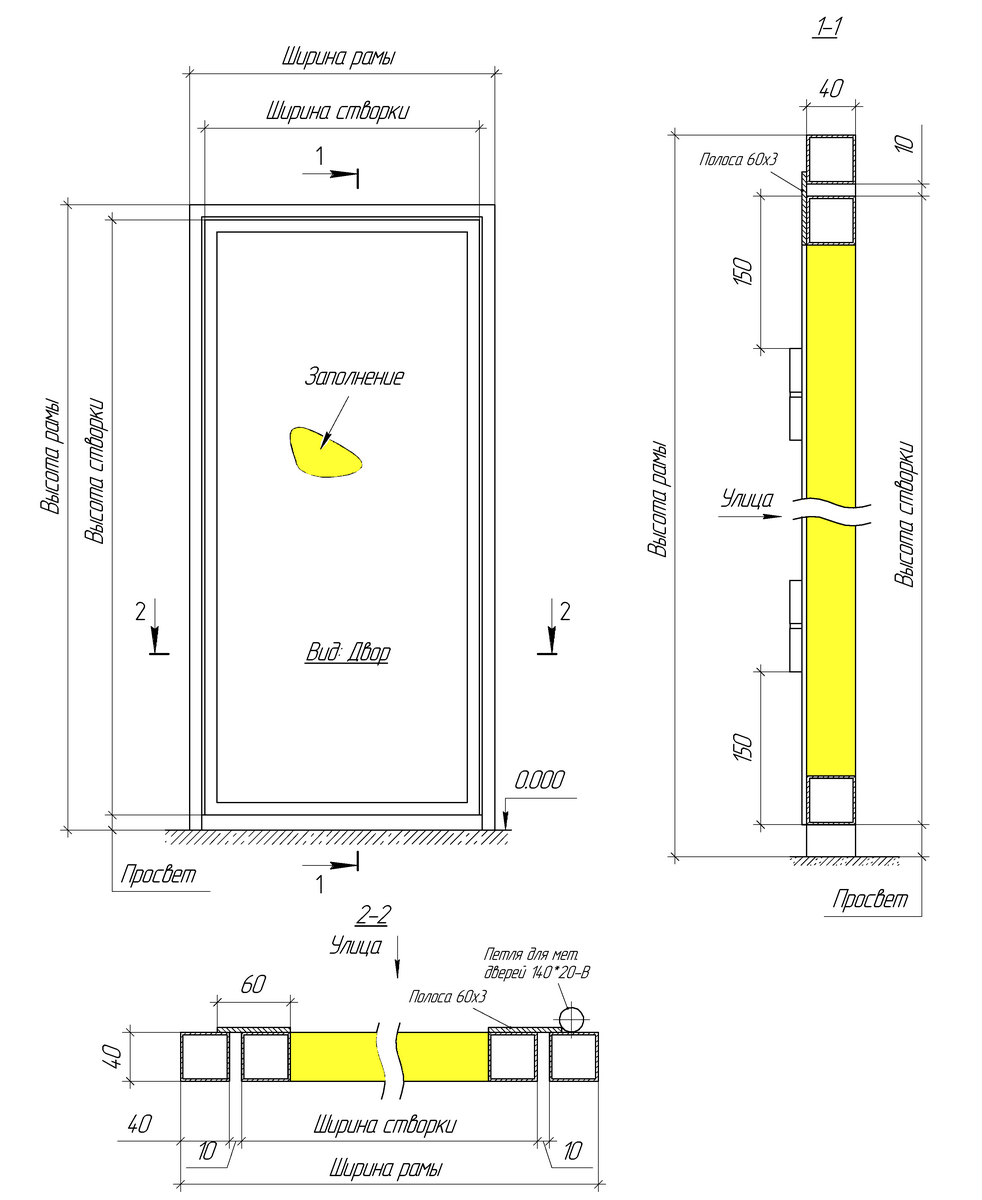 Ширина рамы
Ширина створки
1
Высота рамы
Высота створки
Заполнение
2
2
Вид: Двор
0.000
Просвет
1
1-1
40
10
Полоса 60х3
150
Высота рамы
Улица
Высота створки
150
Просвет
2-2
Улица
60
Полоса 60х3
Петля для мет.
дверей 140*20-В
40
40
10
Ширина створки
10
Ширина рамы